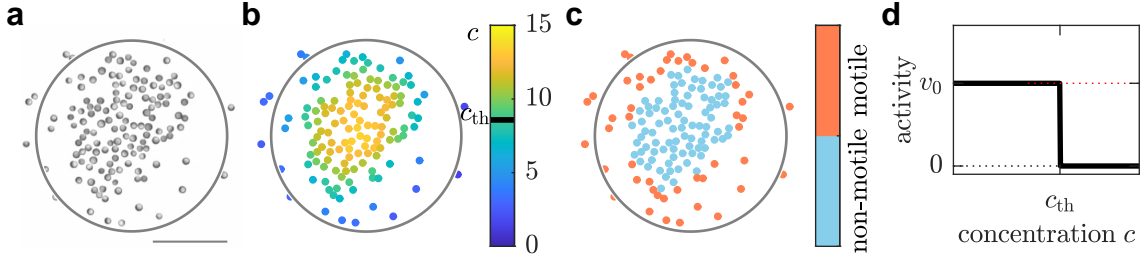 a
b
c
d
c
15
10
c_th
5
0
motile
non-motile
activity
v_0
0
c_th
concentration c